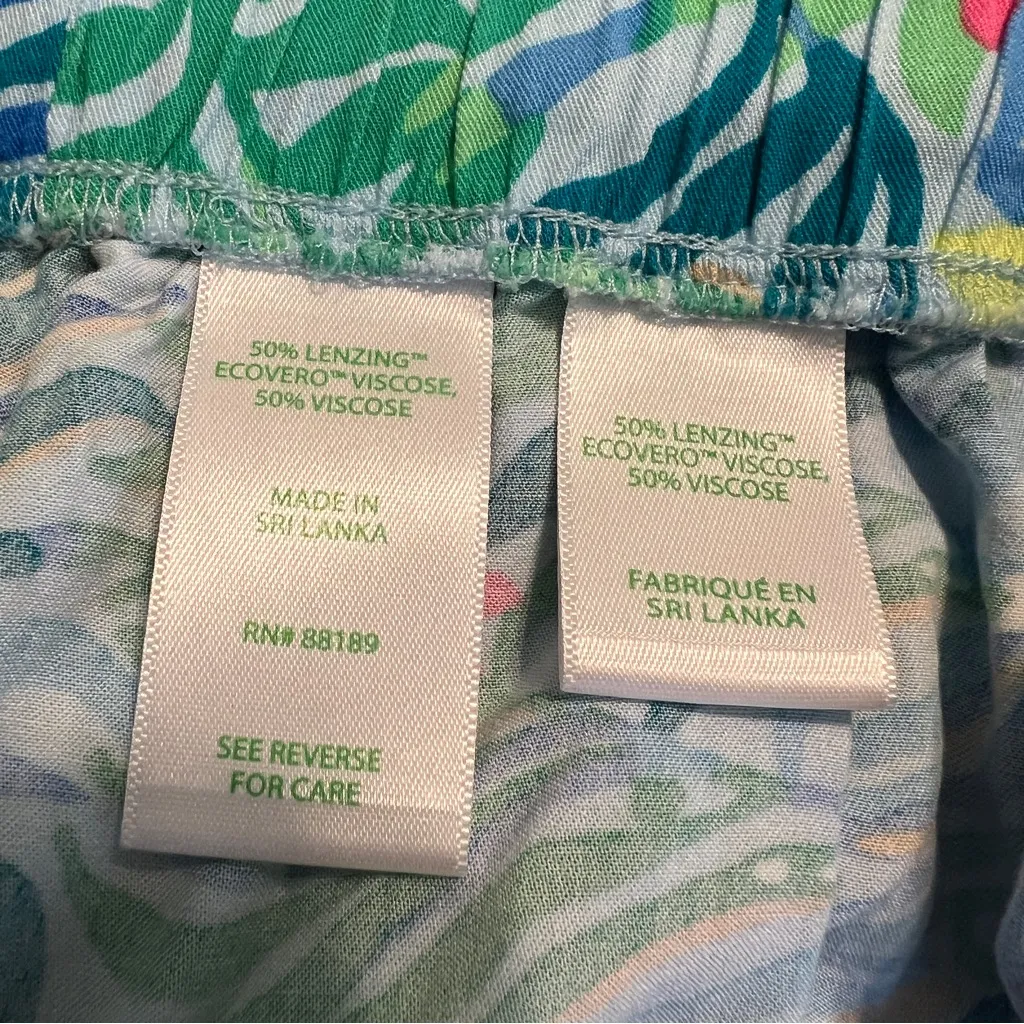 50% LENZING™
ECOVERO™ VISCOSE,
50% VISCOSE
MADE IN
SRI LANKA
RN# 88189
SEE REVERSE
FOR CARE
50% LENZING™
ECOVERO™ VISCOSE,
50% VISCOSE
FABRIQUÉ EN
SRI LANKA